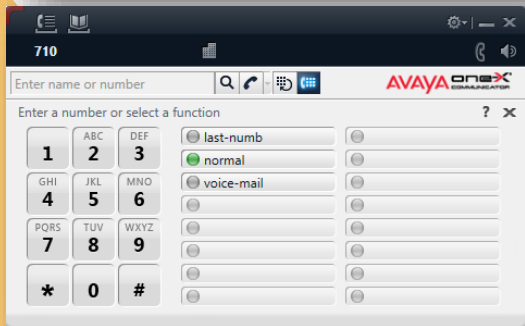 710
Enter name or number
AVAYA one-X®
COMMUNICATOR
Enter a number or select a function ?
1
ABC 2
DEF 3
GHI 4
JKL 5
MNO 6
PQRS 7
TUV 8
WXYZ 9
*
0
#
last-numb
normal
voice-mail